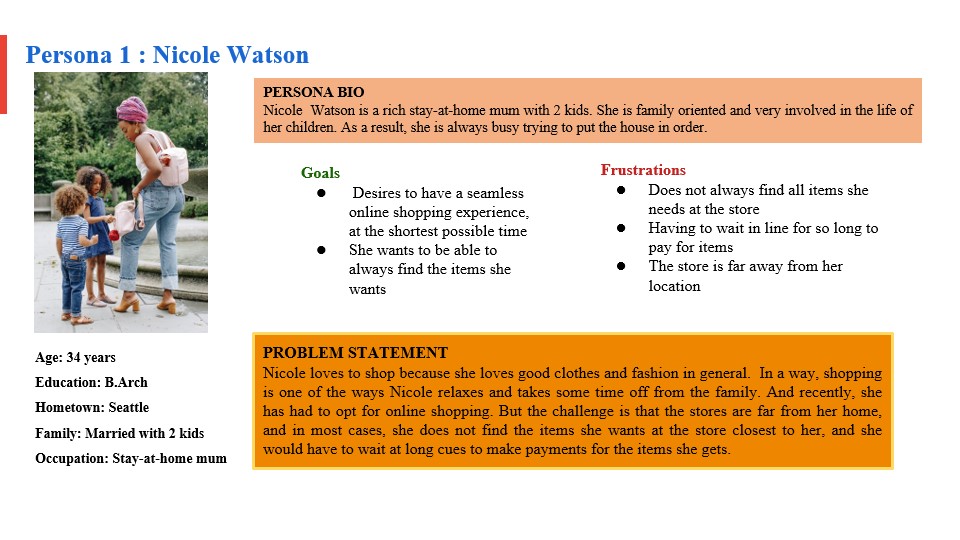 Persona 1 : Nicole Watson
PERSONA BIO
Nicole Watson is a rich stay-at-home mum with 2 kids. She is family oriented and very involved in the life of
her children. As a result, she is always busy trying to put the house in order.
Goals
● Desires to have a seamless
online shopping experience,
at the shortest possible time
● She wants to be able to
always find the items she
wants
Frustrations
● Does not always find all items she
needs at the store
● Having to wait in line for so long to
pay for items
● The store is far away from her
location
Age: 34 years
Education: B.Arch
Hometown: Seattle
Family: Married with 2 kids
Occupation: Stay-at-home mum
PROBLEM STATEMENT
Nicole loves to shop because she loves good clothes and fashion in general. In a way, shopping
is one of the ways Nicole relaxes and takes some time off from the family. And recently, she
has had to opt for online shopping. But the challenge is that the stores are far from her home,
and in most cases, she does not find the items she wants at the store closest to her, and she
would have to wait at long cues to make payments for the items she gets.